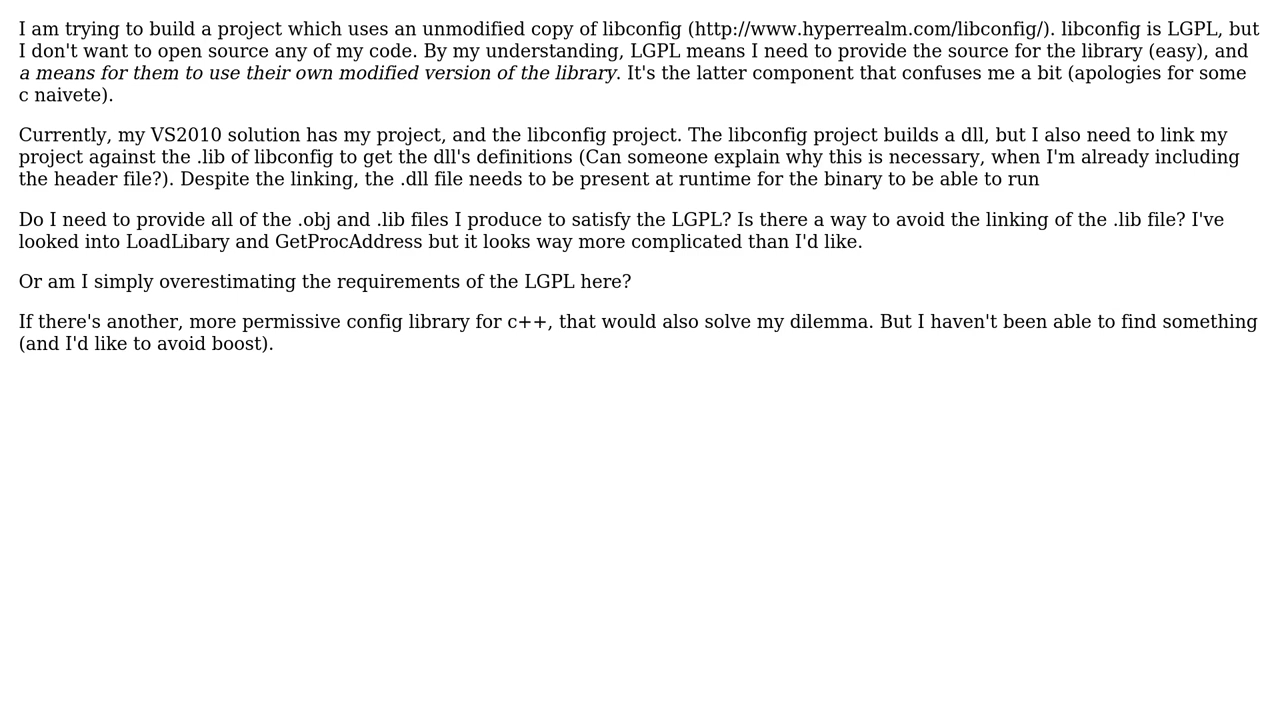 I am trying to build a project which uses an unmodified copy of libconfig (http://www.hyperrealm.com/libconfig/). libconfig is LGPL, but
I don't want to open source any of my code. By my understanding, LGPL means I need to provide the source for the library (easy), and
a means for them to use their own modified version of the library. It's the latter component that confuses me a bit (apologies for some
c naivete).
Currently, my VS2010 solution has my project, and the libconfig project. The libconfig project builds a dll, but I also need to link my
project against the .lib of libconfig to get the dll's definitions (Can someone explain why this is necessary, when I'm already including
the header file?). Despite the linking, the .dll file needs to be present at runtime for the binary to be able to run
Do I need to provide all of the .obj and .lib files I produce to satisfy the LGPL? Is there a way to avoid the linking of the .lib file? I've
looked into LoadLibary and GetProcAddress but it looks way more complicated than I'd like.
Or am I simply overestimating the requirements of the LGPL here?
If there's another, more permissive config library for c++, that would also solve my dilemma. But I haven't been able to find something
(and I'd like to avoid boost).